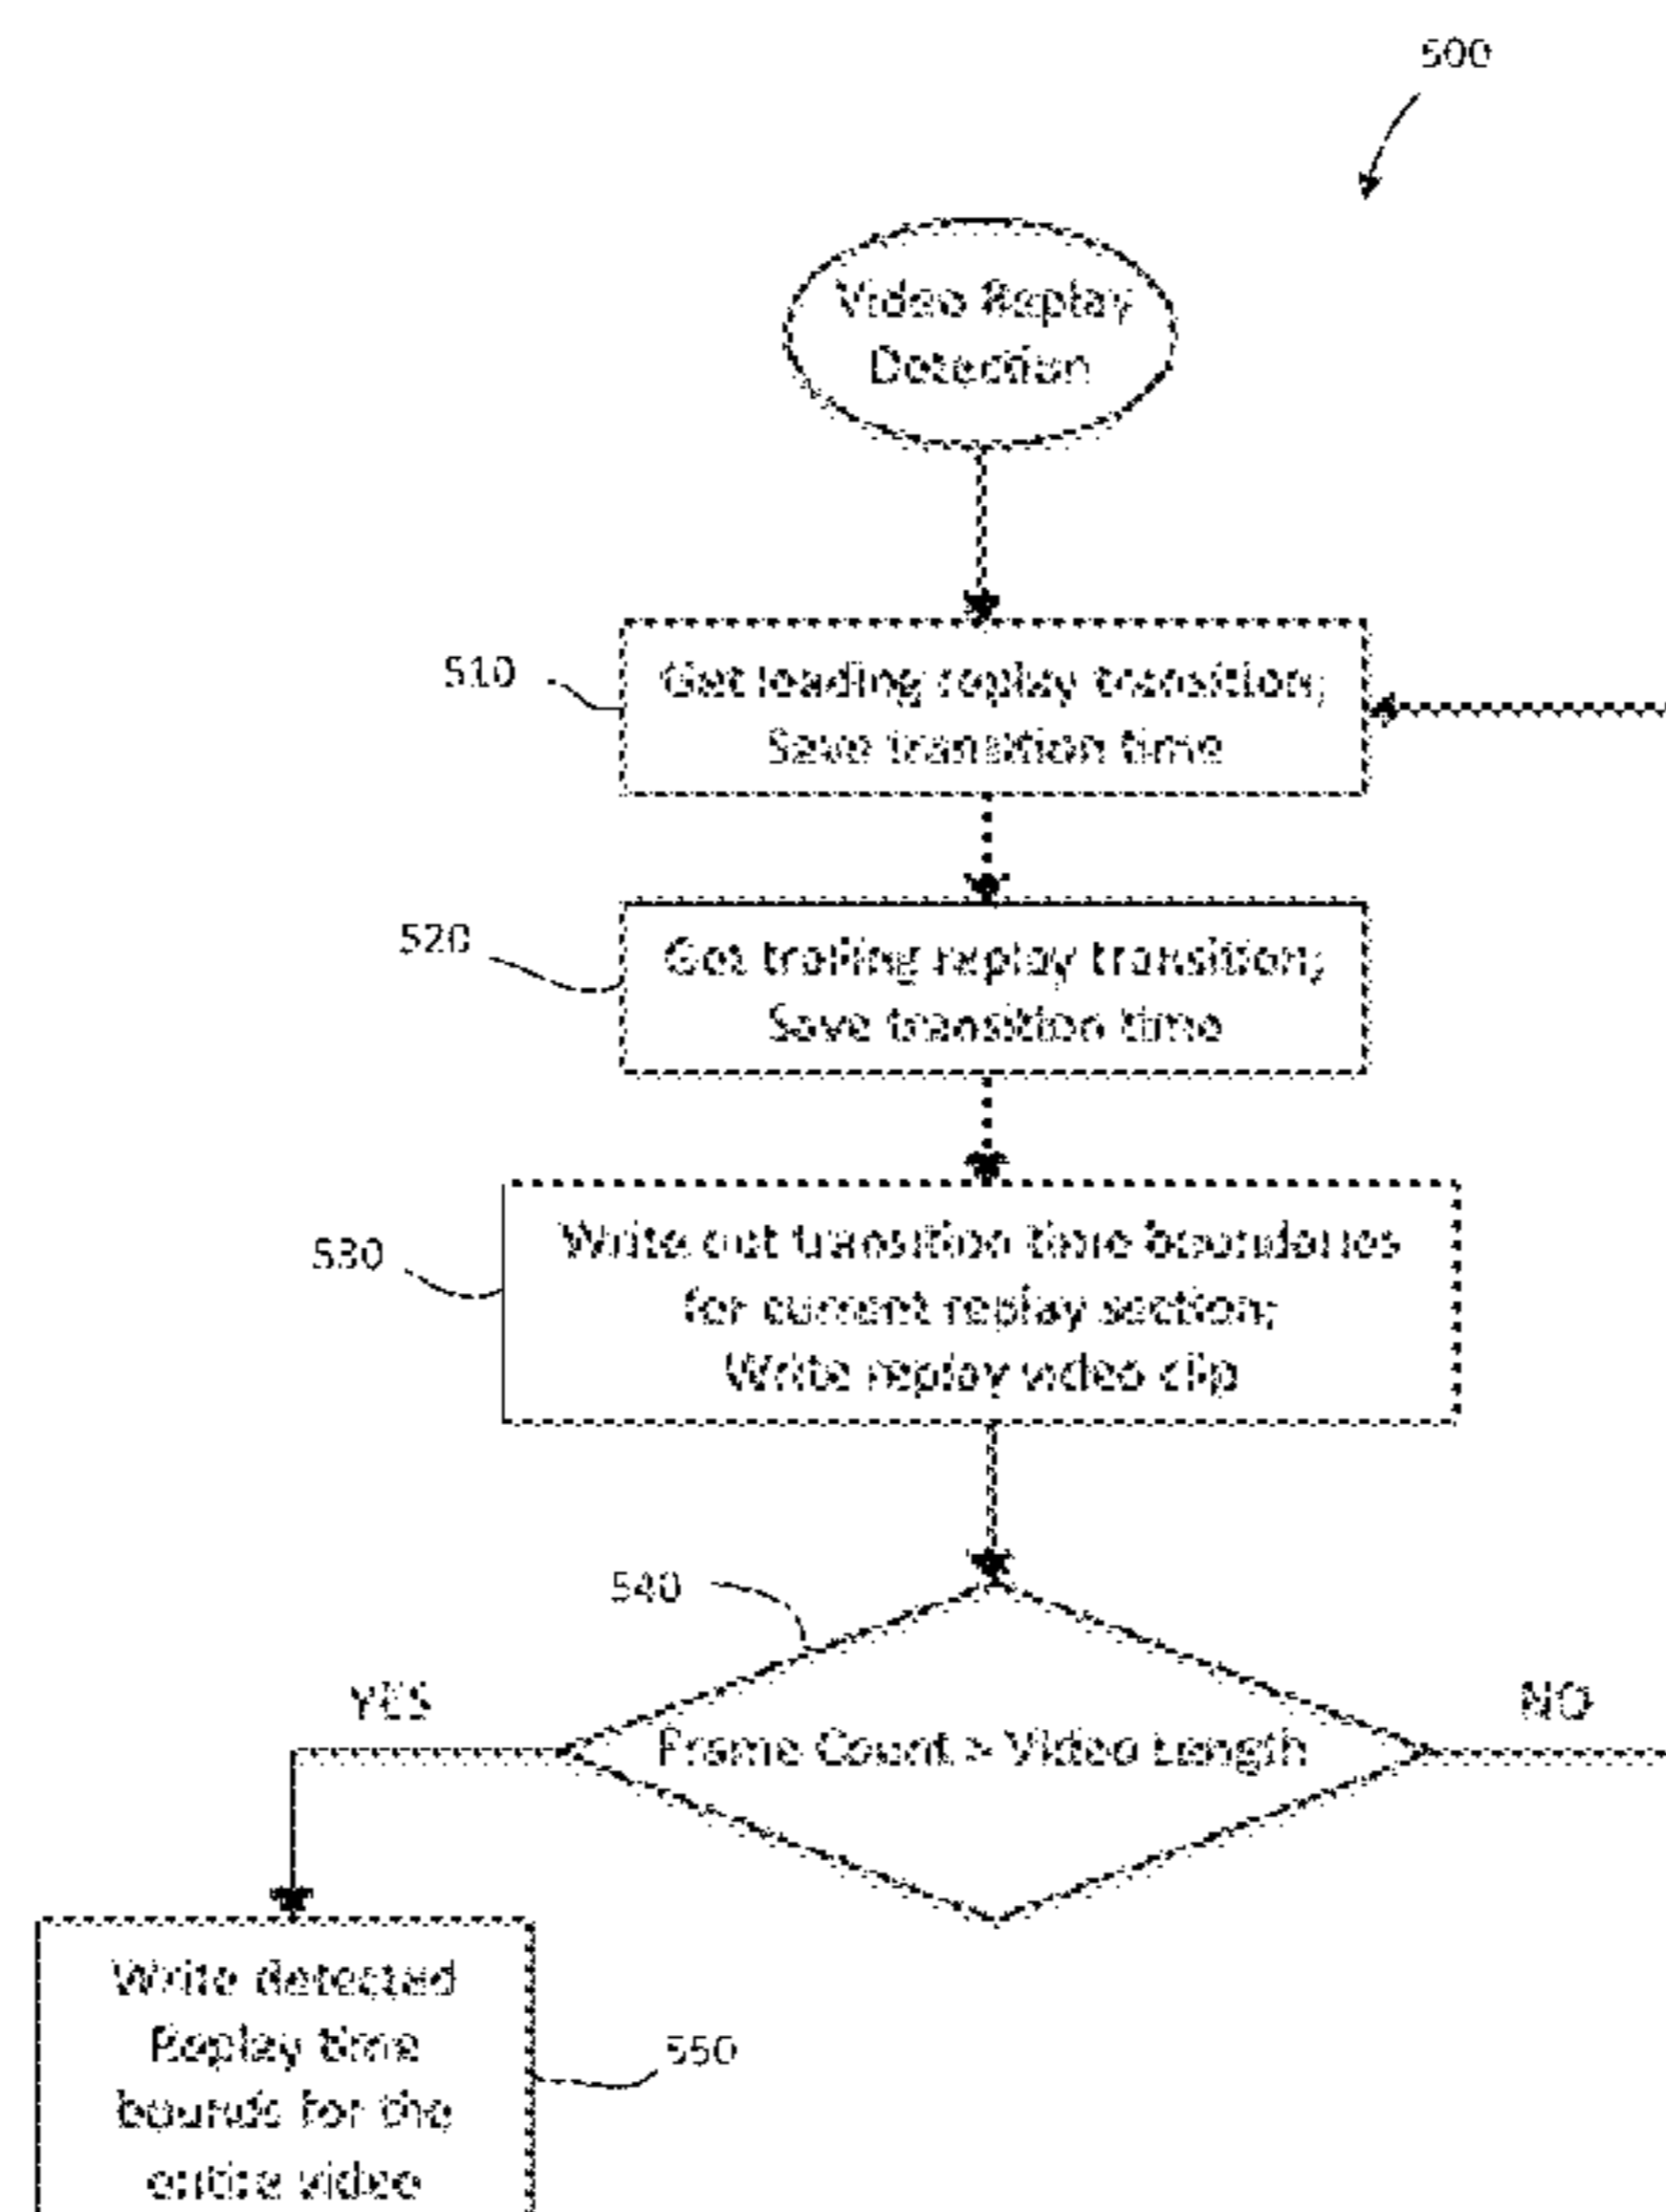 500
Video Replay
Detection
510
Get leading replay transition;
Save transition time
520
Get trailing replay transition;
Save transition time
530
Write out transition time boundaries
for current replay section;
Write replay video clip
540
YES
Frame Count > Video Length
NO
Write detected
Replay time
bounds for the
entire video
550